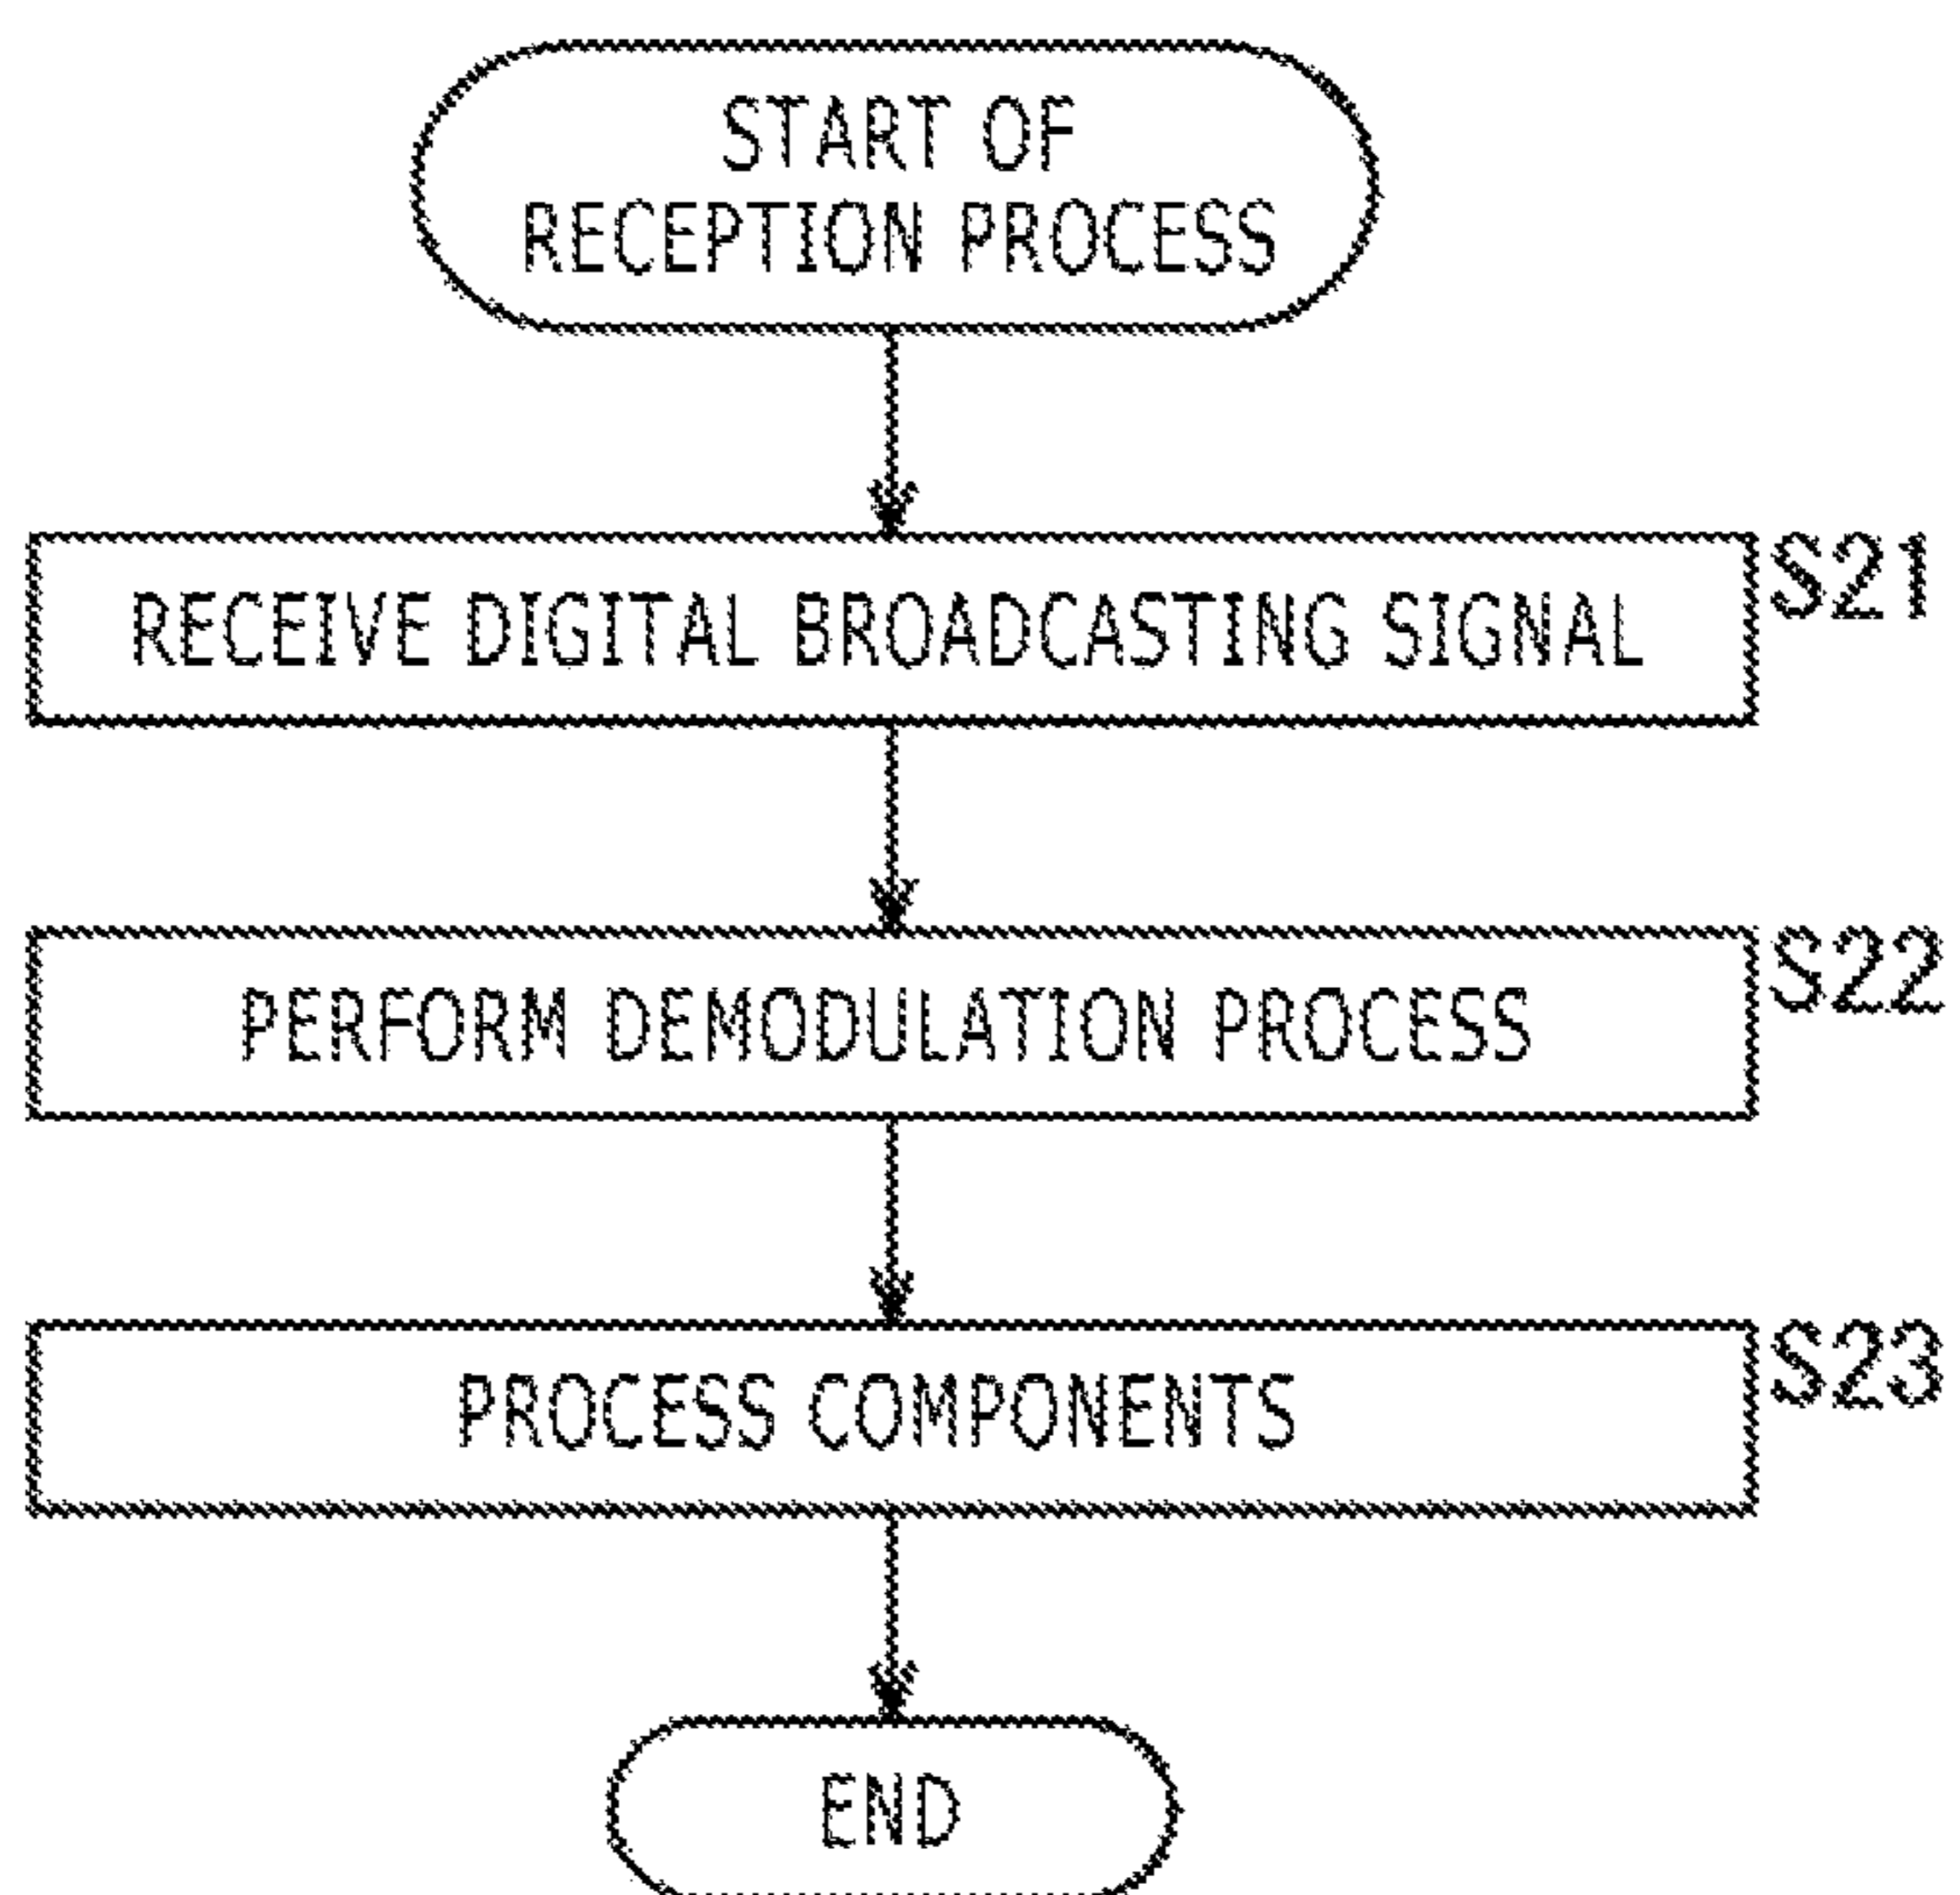 START OF
RECEPTION PROCESS
RECEIVE DIGITAL BROADCASTING SIGNAL
S21
PERFORM DEMODULATION PROCESS
S22
PROCESS COMPONENTS
S23
END